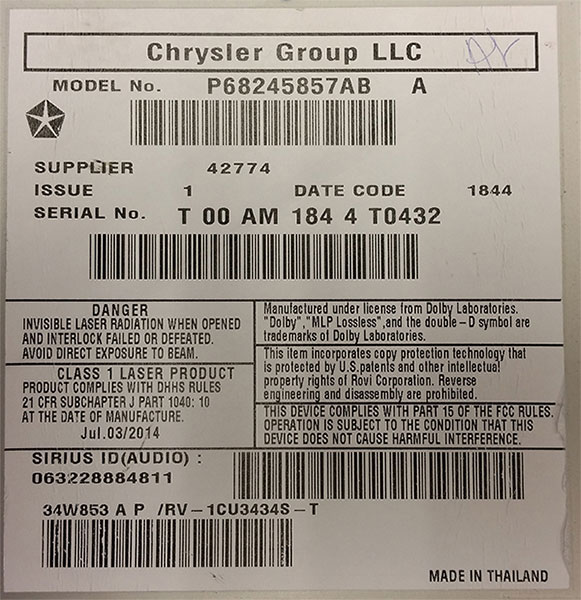 Chrysler Group LLC
MODEL No. P68245857AB A
SUPPLIER 42774
ISSUE 1 DATE CODE 1844
SERIAL No. T 00 AM 184 4 T0432
DANGER
INVISIBLE LASER RADIATION WHEN OPENED
AND INTERLOCK FAILED OR DEFEATED.
AVOID DIRECT EXPOSURE TO BEAM.
CLASS 1 LASER PRODUCT
PRODUCT COMPLIES WITH DHHS RULES
21 CFR SUBCHAPTER J PART 1040: 10
AT THE DATE OF MANUFACTURE.
Jul.03/2014
Manufactured under license from Dolby Laboratories.
"Dolby","MLP Lossless",and the double-D symbol are
trademarks of Dolby Laboratories.
This item incorporates copy protection technology that
is protected by U.S.patents and other intellectual
property rights of Rovi Corporation. Reverse
engineering and disassembly are prohibited.
THIS DEVICE COMPLIES WITH PART 15 OF THE FCC RULES.
OPERATION IS SUBJECT TO THE CONDITION THAT THIS
DEVICE DOES NOT CAUSE HARMFUL INTERFERENCE.
SIRIUS ID(AUDIO) :
063228884811
34W853 A P /RV-1CU3434S-T
MADE IN THAILAND